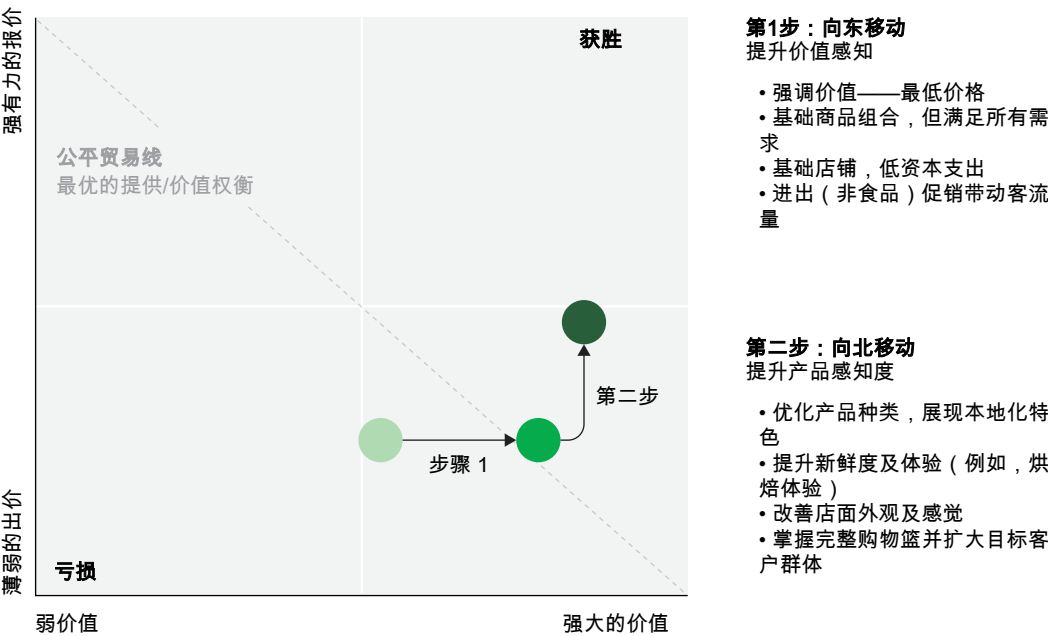 强有力的报价
获胜
公平贸易线
最优的提供/价值权衡
第二步
步骤 1
薄弱的出价
亏损
弱价值
强大的价值
第1步：向东移动
提升价值感知
• 强调价值——最低价格
• 基础商品组合，但满足所有需
求
• 基础店铺，低资本支出
• 进出（非食品）促销带动客流
量
第二步：向北移动
提升产品感知度
• 优化产品种类，展现本地化特
色
• 提升新鲜度及体验（例如，烘
焙体验）
• 改善店面外观及感觉
• 掌握完整购物篮并扩大目标客
户群体